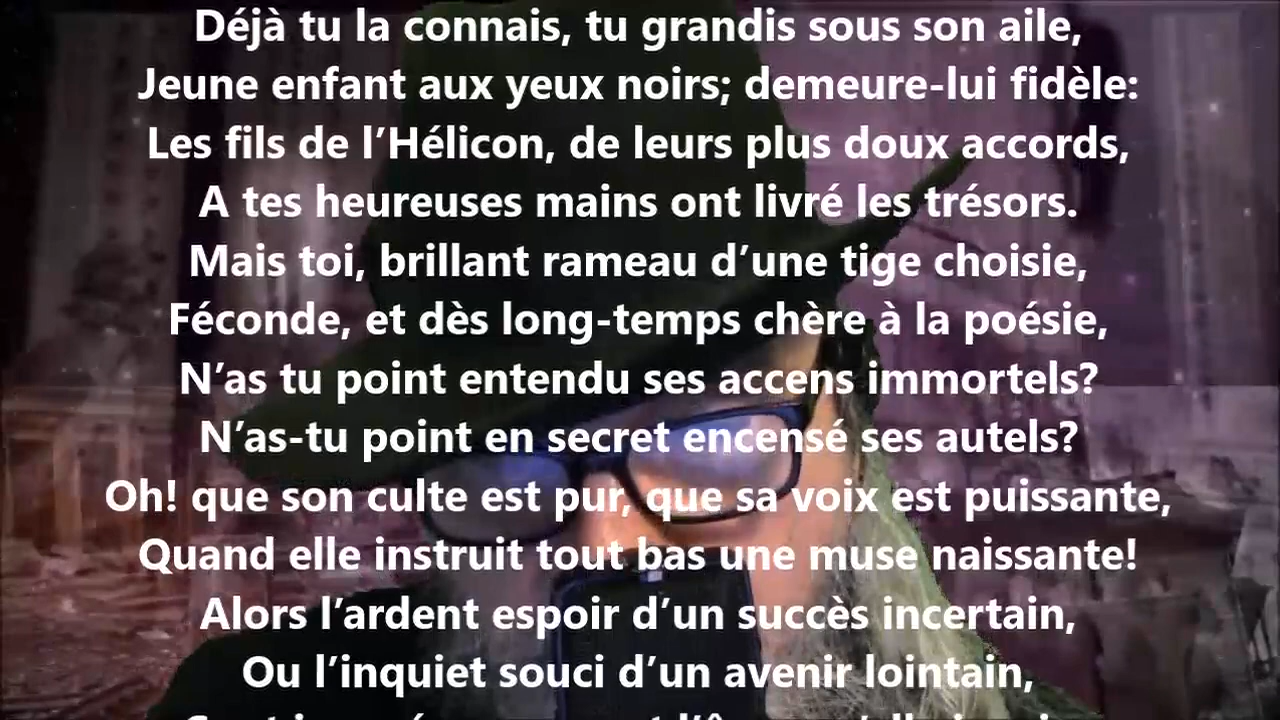 Déjà tu la connais, tu grandis sous son aile,
Jeune enfant aux yeux noirs; demeure-lui fidèle:
Les fils de l’Hélicon, de leurs plus doux accords,
A tes heureuses mains ont livré les trésors.
Mais toi, brillant rameau d’une tige choisie,
Féconde, et dès long-temps chère à la poésie,
N’as tu point entendu ses accens immortels?
N’as-tu point en secret encensé ses autels?
Oh! que son culte est pur, que sa voix est puissante,
Quand elle instruit tout bas une muse naissante!
Alors l’ardent espoir d’un succès incertain,
Ou l’inquiet souci d’un avenir lointain,